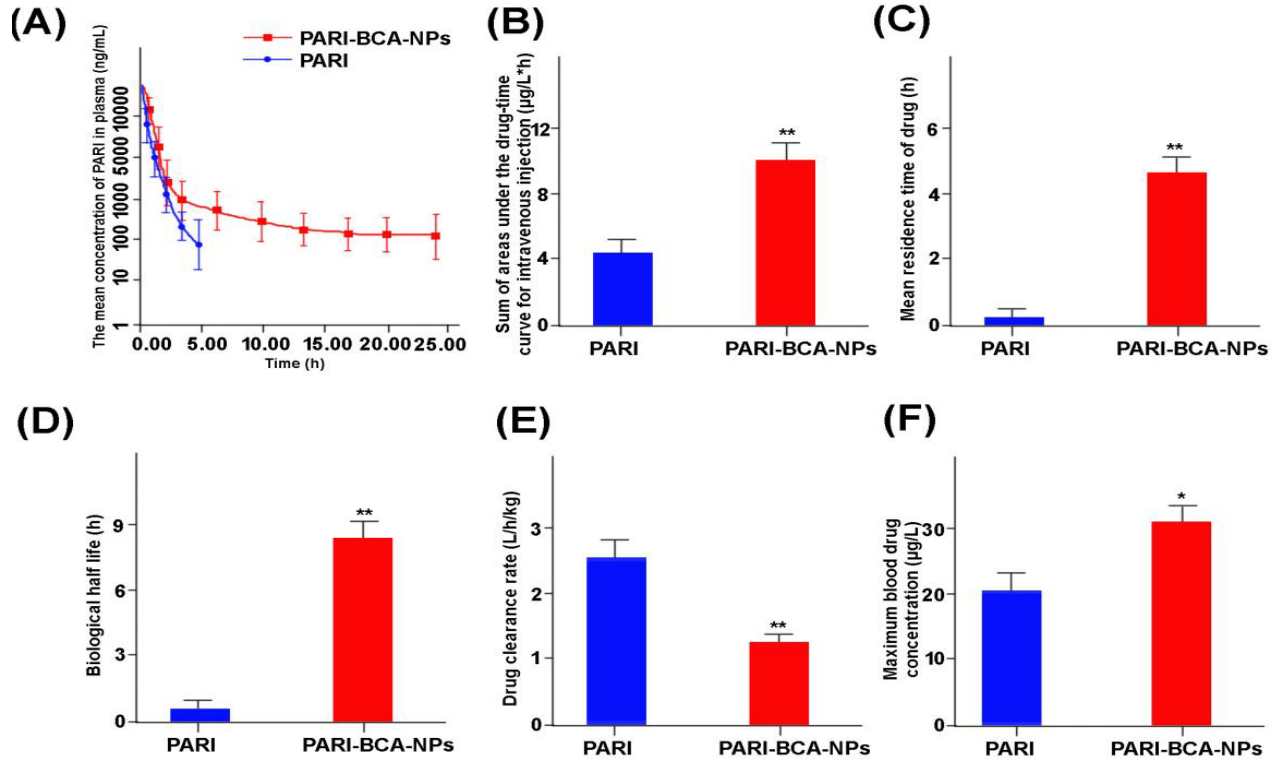 (A)
PARI-BCA-NPs
PARI
The mean concentration of PARI in plasma (ng/mL)
10000
5000
1000
100
10
1
0.00 5.00 10.00 15.00 20.00 25.00
Time (h)
(B)
Sum of areas under the drug-time
curve for intravenous injection (µg/L*h)
12
8
4
0
**
PARI PARI-BCA-NPs
(C)
Mean residence time of drug (h)
6
4
2
0
**
PARI PARI-BCA-NPs
(D)
Biological half life (h)
9
6
3
0
**
PARI PARI-BCA-NPs
(E)
Drug clearance rate (L/h/kg)
3
2
1
0
**
PARI PARI-BCA-NPs
(F)
Maximum blood drug
concentration (µg/L)
30
20
10
0
*
PARI PARI-BCA-NPs